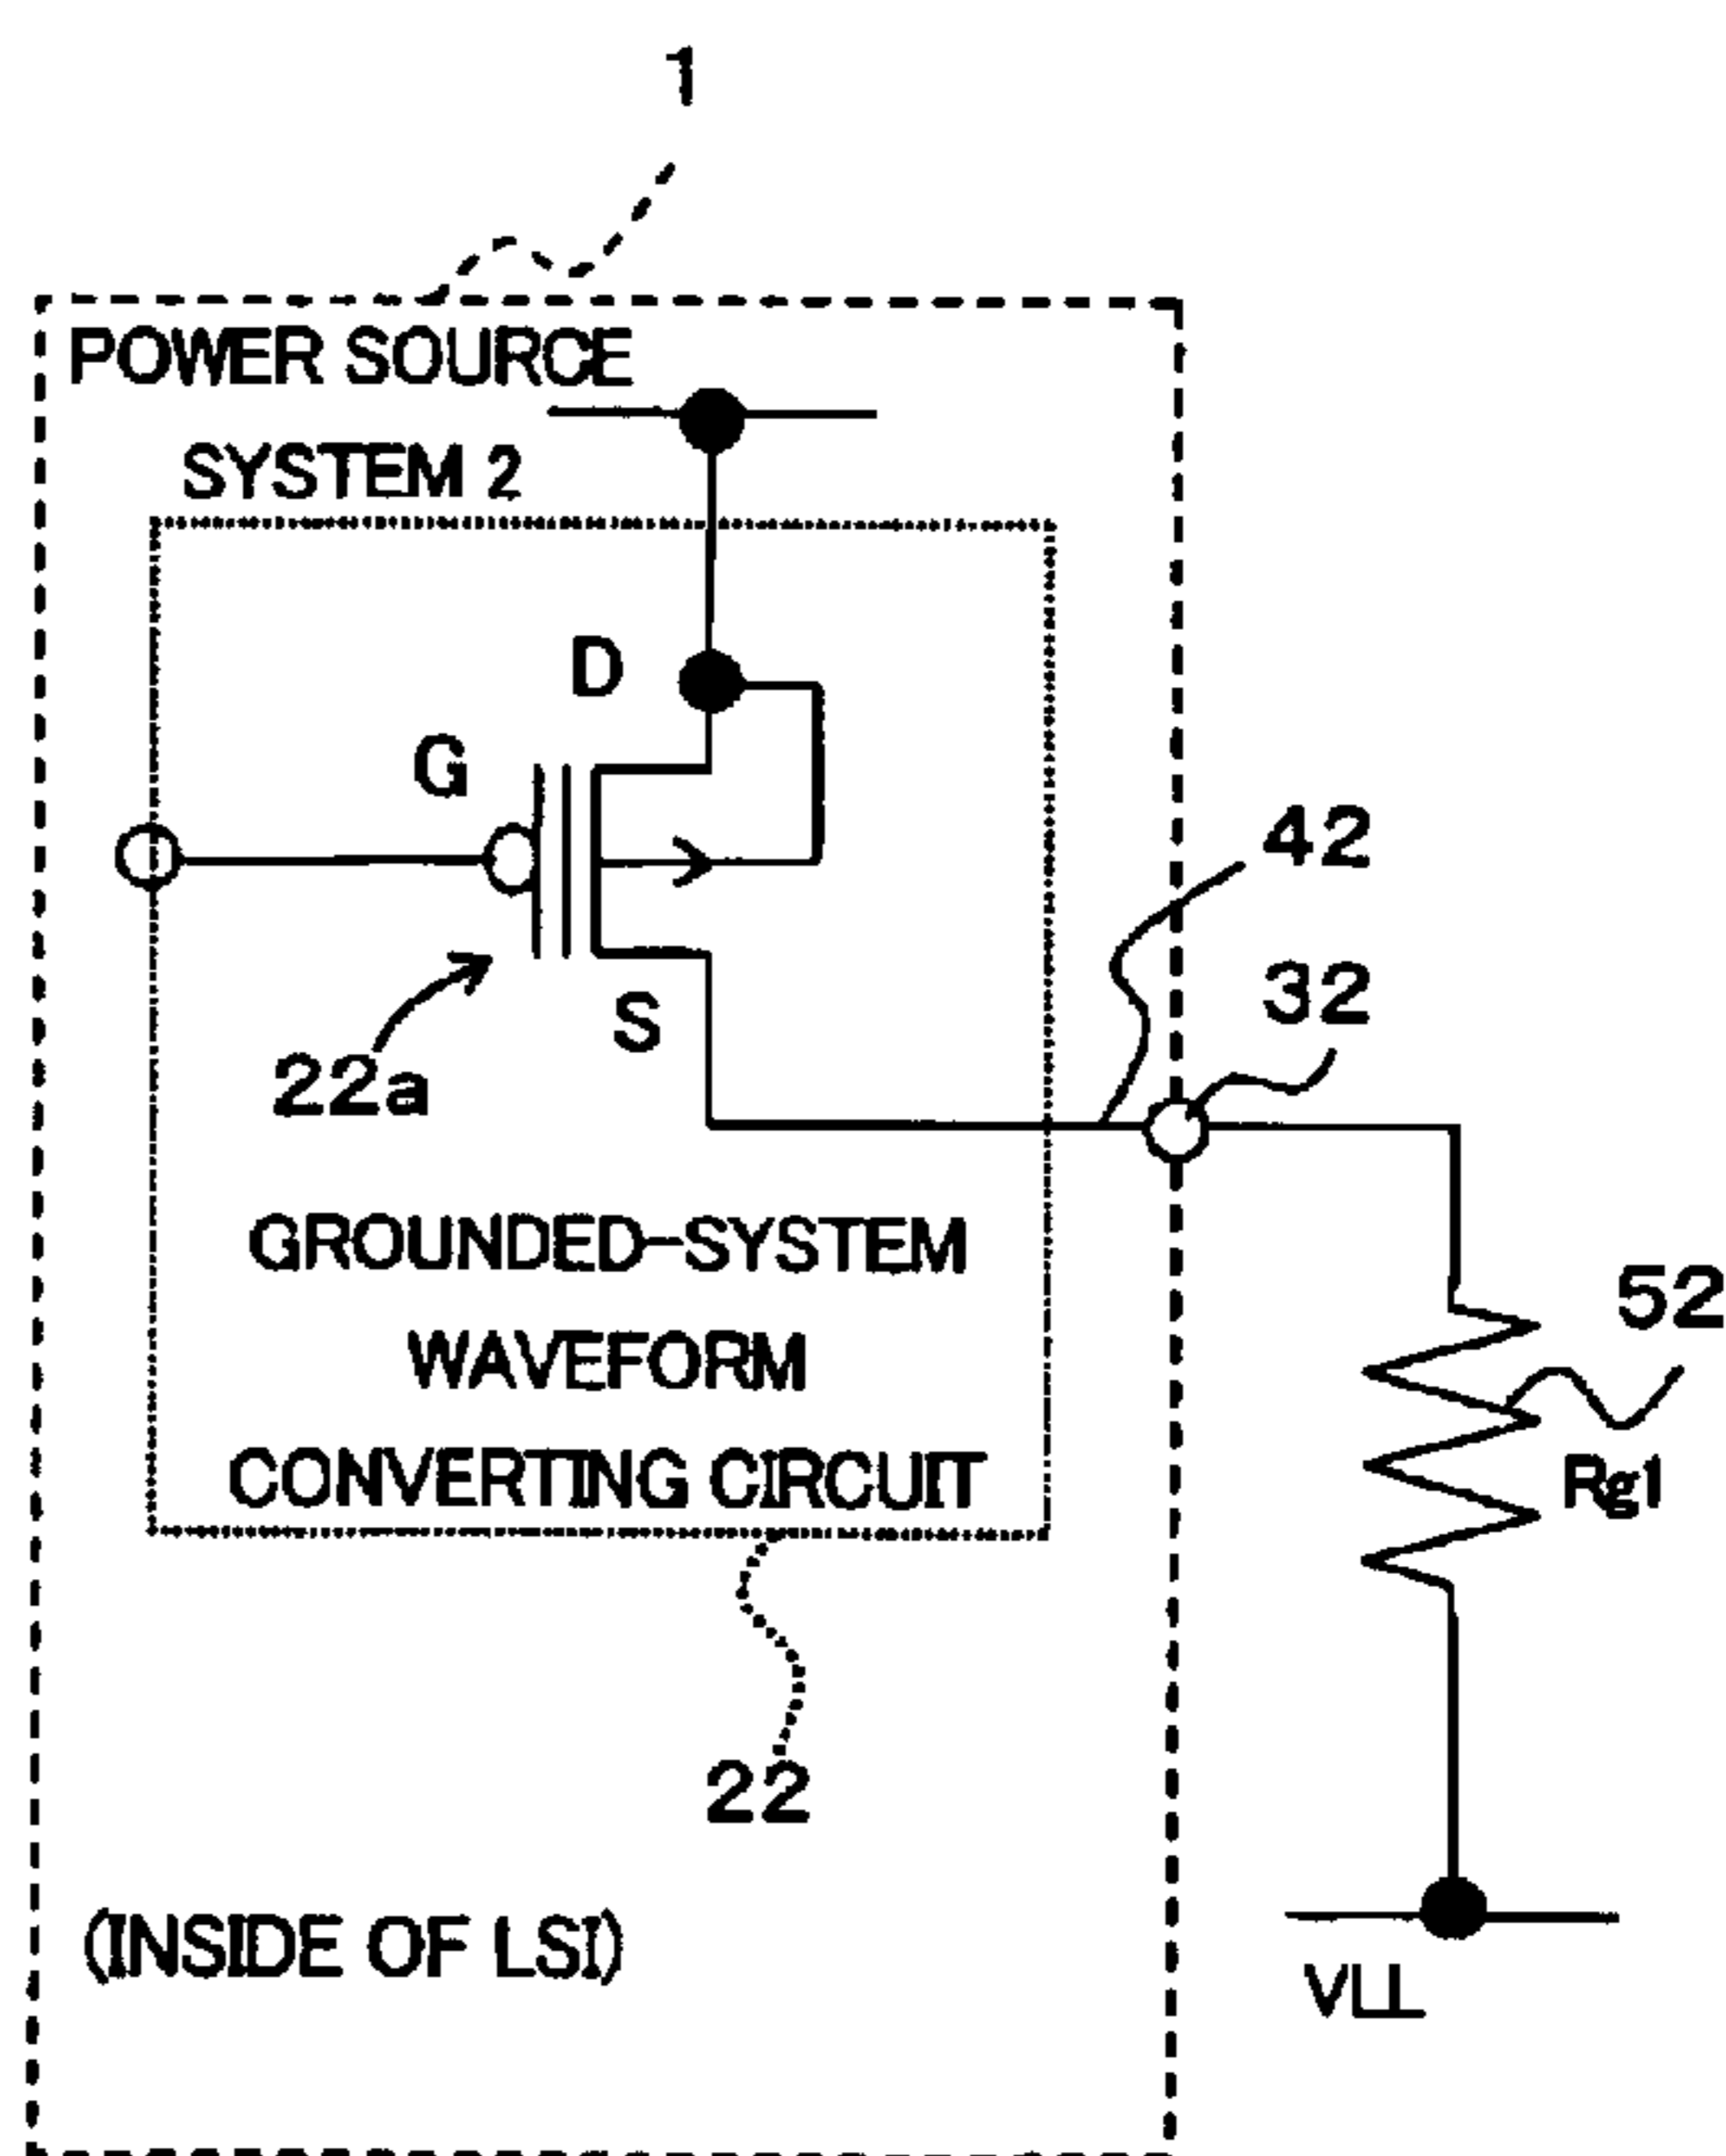 1
POWER SOURCE
SYSTEM 2
D
G
42
32
S
22a
GROUNDED-SYSTEM
WAVEFORM
CONVERTING CIRCUIT
52
Rg1
22
(INSIDE OF LSI)
VLL